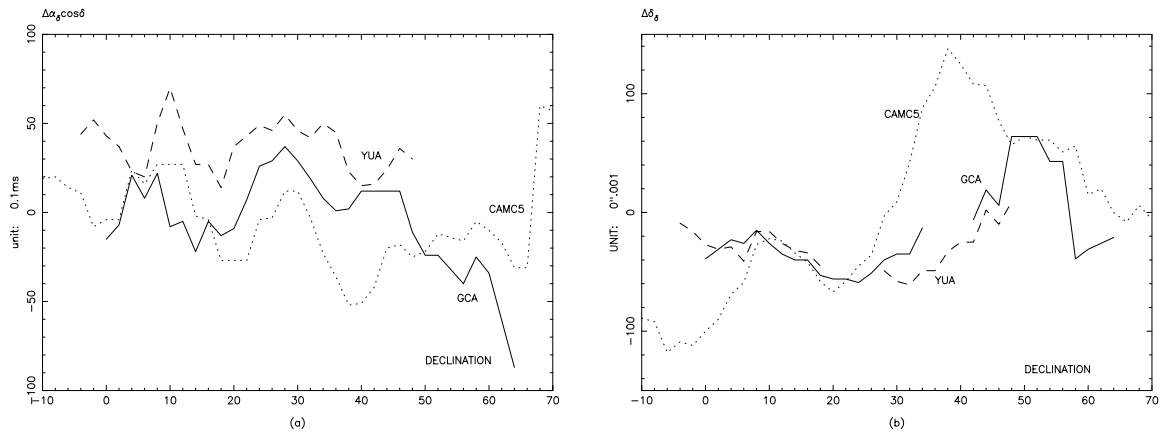 Δα_δcosδ
100
50
0
−50
−100
unit: 0.1ms
−10 0 10 20 30 40 50 60 70
YUA
CAMC5
GCA
DECLINATION
(a)
Δδ_δ
100
0
−100
UNIT: 0".001
−10 0 10 20 30 40 50 60 70
CAMC5
GCA
YUA
DECLINATION
(b)